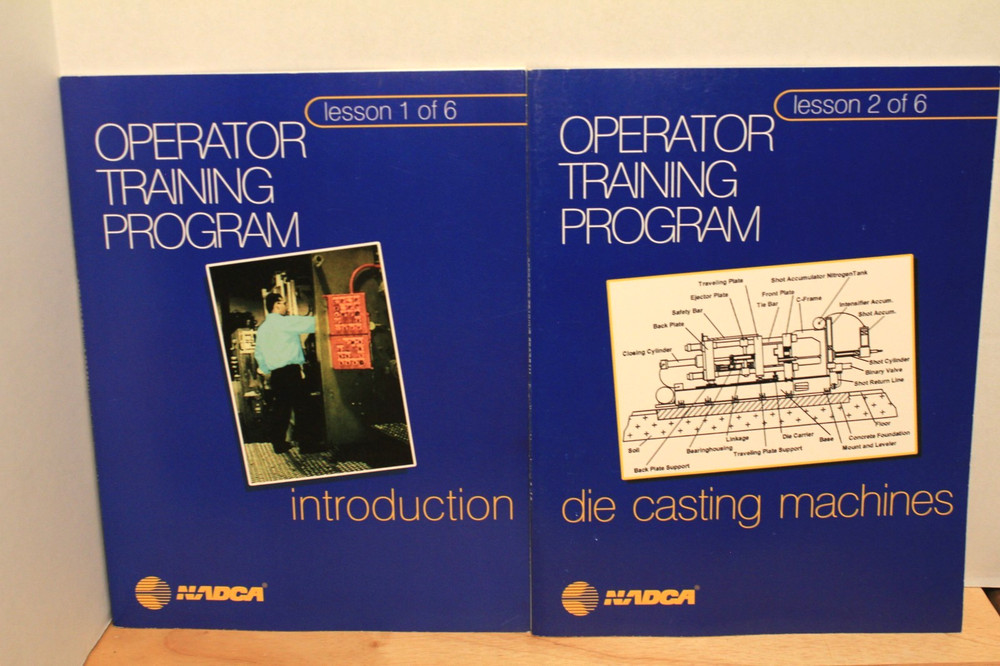 lesson 1 of 6
OPERATOR
TRAINING
PROGRAM
introduction
NADCA®
lesson 2 of 6
OPERATOR
TRAINING
PROGRAM
Traveling Plate
Shot Accumulator NitrogenTank
Ejector Plate
Front Plate
C-Frame
Tie Bar
Intensifier Accum.
Safety Bar
Shot Accum.
Back Plate
Closing Cylinder
Shot Cylinder
Binary Valve
Shot Return Line
Floor
Linkage
Die Carrier
Base
Concrete Foundation
Soil
Bearinghousing
Travelling Plate Support
Mount and Leveler
Back Plate Support
die casting machines
NADCA®